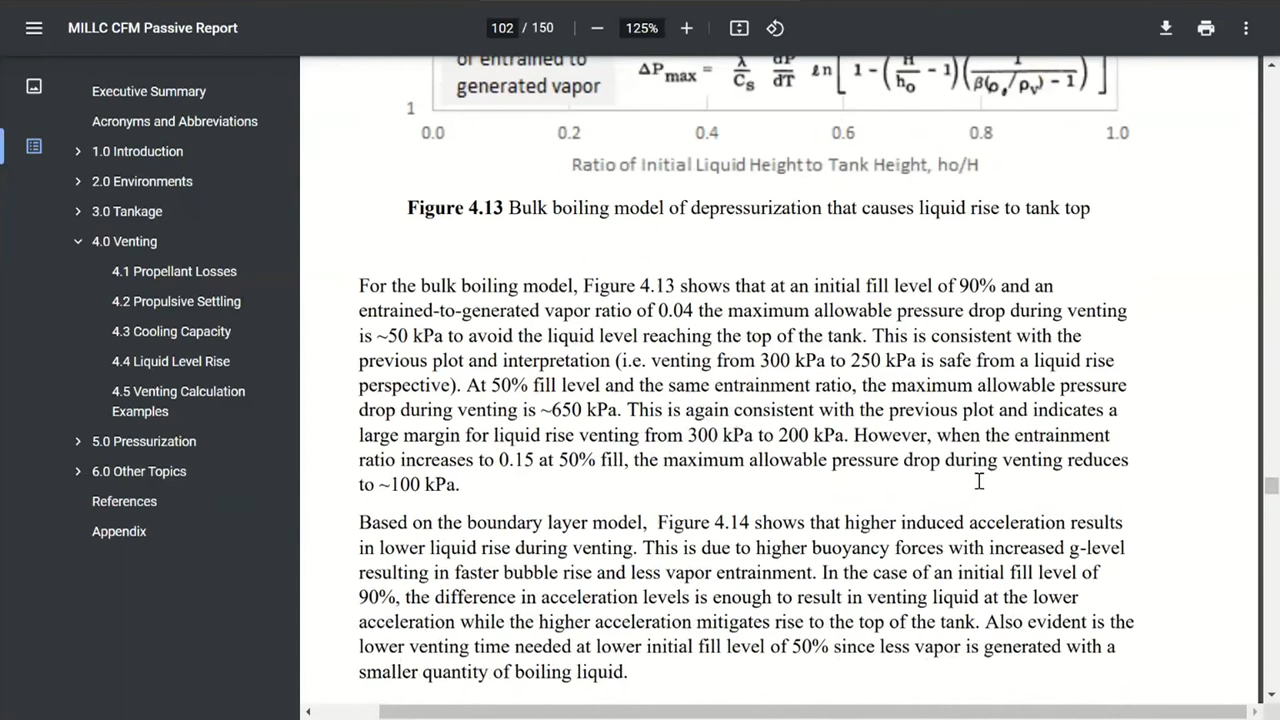 MILLC CFM Passive Report
102 / 150
125%
Executive Summary
Acronyms and Abbreviations
1.0 Introduction
2.0 Environments
3.0 Tankage
4.0 Venting
4.1 Propellant Losses
4.2 Propulsive Settling
4.3 Cooling Capacity
4.4 Liquid Level Rise
4.5 Venting Calculation
Examples
5.0 Pressurization
6.0 Other Topics
References
Appendix
of entrained to
generated vapor
ΔPmax = λ/Cs dP/dT ℓn[ 1 - (H/ho - 1)(1/(β(ρℓ/ρv) - 1)) ]
1
0.0 0.2 0.4 0.6 0.8 1.0
Ratio of Initial Liquid Height to Tank Height, ho/H
Figure 4.13 Bulk boiling model of depressurization that causes liquid rise to tank top
For the bulk boiling model, Figure 4.13 shows that at an initial fill level of 90% and an
entrained-to-generated vapor ratio of 0.04 the maximum allowable pressure drop during venting
is ~50 kPa to avoid the liquid level reaching the top of the tank. This is consistent with the
previous plot and interpretation (i.e. venting from 300 kPa to 250 kPa is safe from a liquid rise
perspective). At 50% fill level and the same entrainment ratio, the maximum allowable pressure
drop during venting is ~650 kPa. This is again consistent with the previous plot and indicates a
large margin for liquid rise venting from 300 kPa to 200 kPa. However, when the entrainment
ratio increases to 0.15 at 50% fill, the maximum allowable pressure drop during venting reduces
to ~100 kPa.
Based on the boundary layer model, Figure 4.14 shows that higher induced acceleration results
in lower liquid rise during venting. This is due to higher buoyancy forces with increased g-level
resulting in faster bubble rise and less vapor entrainment. In the case of an initial fill level of
90%, the difference in acceleration levels is enough to result in venting liquid at the lower
acceleration while the higher acceleration mitigates rise to the top of the tank. Also evident is the
lower venting time needed at lower initial fill level of 50% since less vapor is generated with a
smaller quantity of boiling liquid.